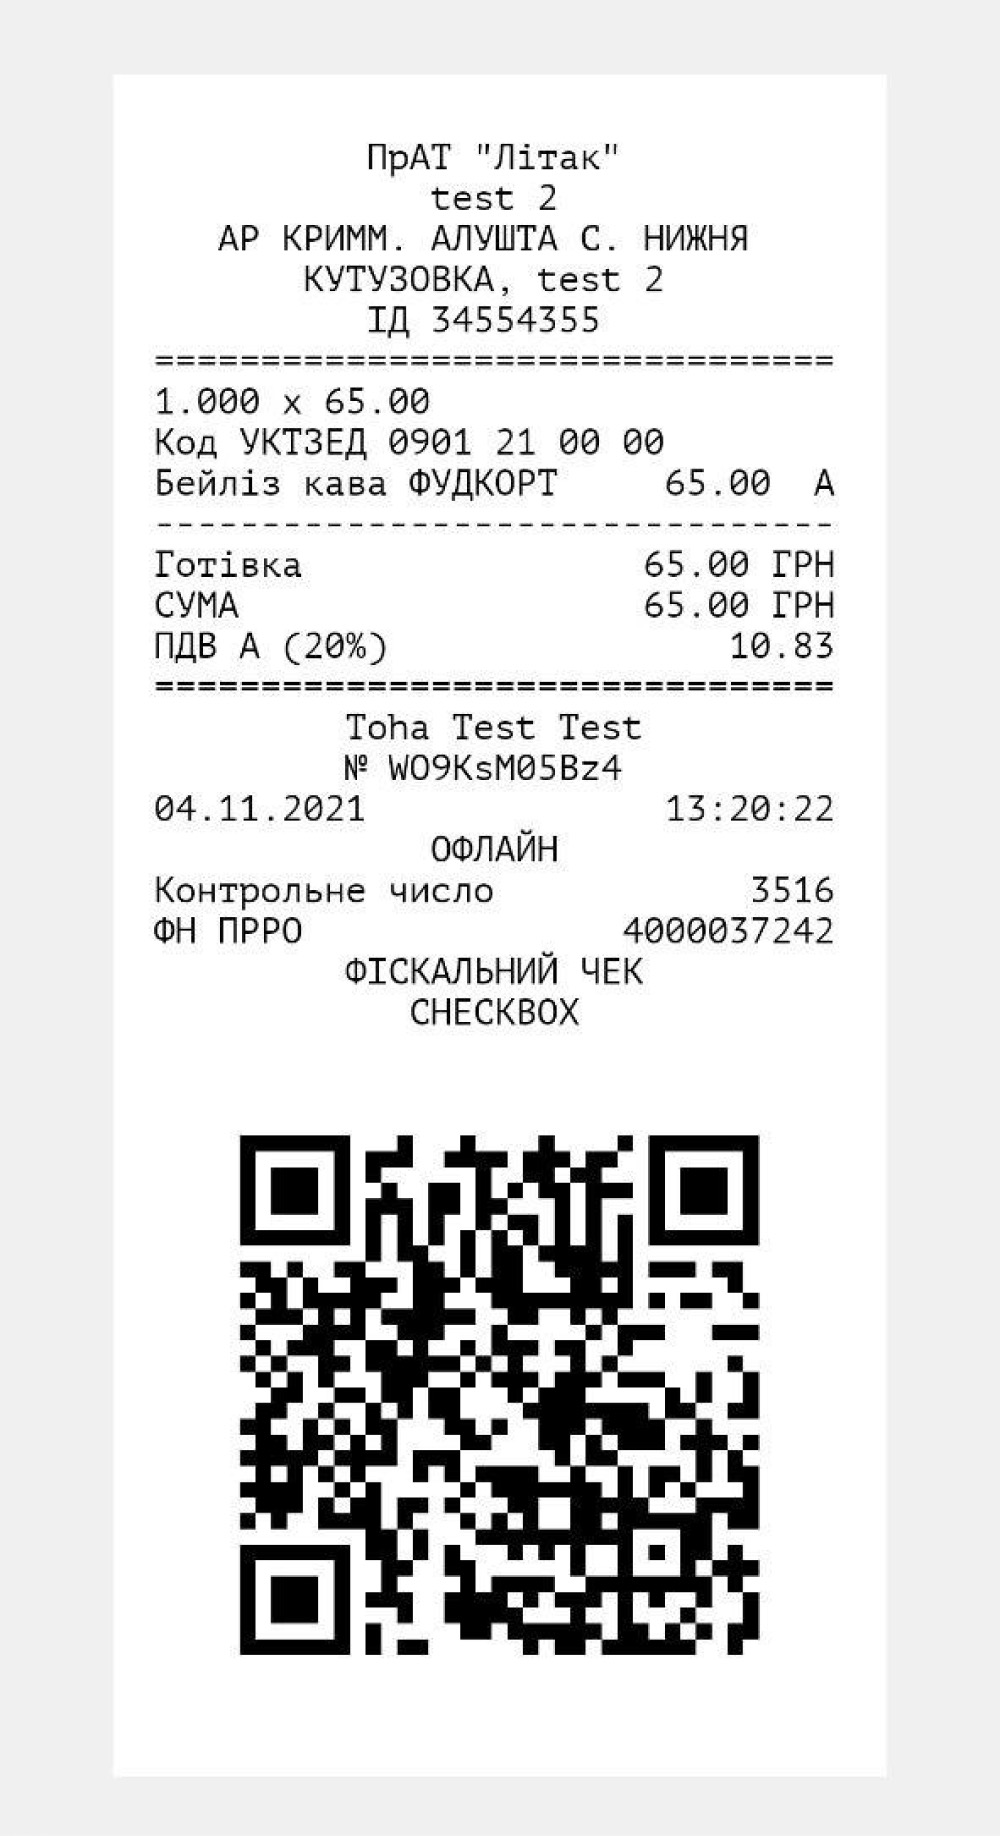 ПрАТ "Літак"
test 2
АР КРИММ. АЛУШТА С. НИЖНЯ
КУТУЗОВКА, test 2
ІД 34554355
================================
1.000 x 65.00
Код УКТЗЕД 0901 21 00 00
Бейліз кава ФУДКОРТ 65.00 А
--------------------------------
Готівка 65.00 ГРН
СУМА 65.00 ГРН
ПДВ А (20%) 10.83
================================
Toha Test Test
№ WO9KsM05Bz4
04.11.2021 13:20:22
ОФЛАЙН
Контрольне число 3516
ФН ПРРО 4000037242
ФІСКАЛЬНИЙ ЧЕК
CHECKBOX